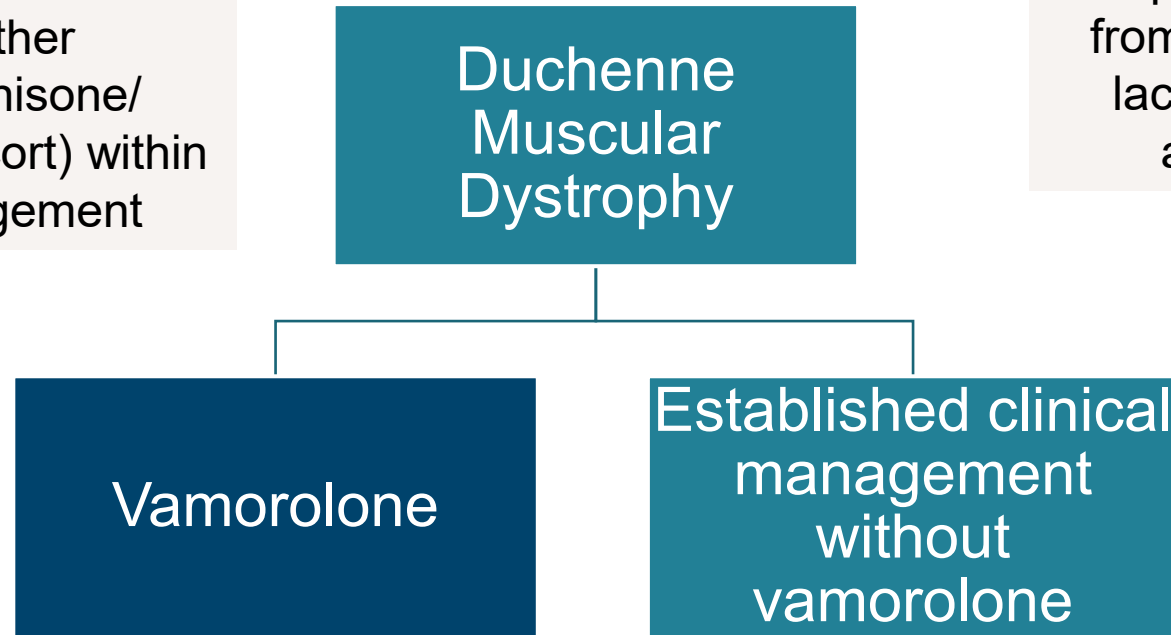 ther
nisone/
ort) within
gement
Duchenne
Muscular
Dystrophy
from
lac
a
Vamorolone
Established clinical
management
without
vamorolone